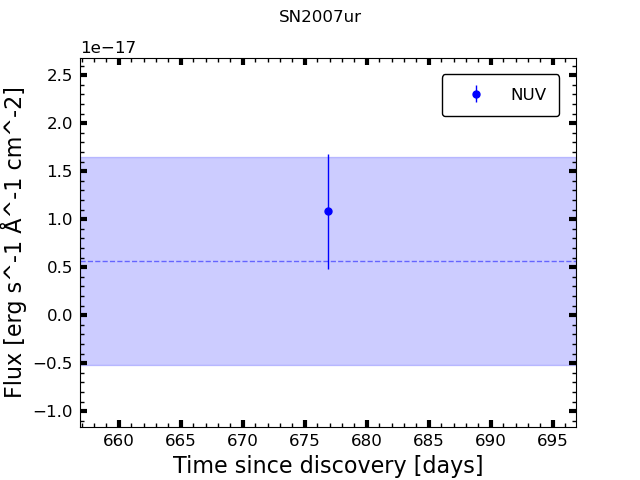 SN2007ur
1e−17
NUV
2.5
2.0
1.5
1.0
0.5
0.0
−0.5
−1.0
Flux [erg s^-1 Å^-1 cm^-2]
660 665 670 675 680 685 690 695
Time since discovery [days]